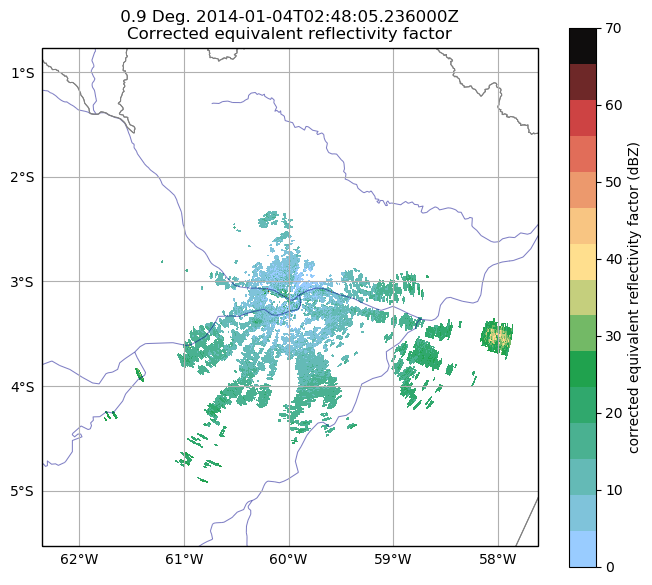 0.9 Deg. 2014-01-04T02:48:05.236000Z
Corrected equivalent reflectivity factor
1°S
2°S
3°S
4°S
5°S
62°W
61°W
60°W
59°W
58°W
70
60
50
40
30
20
10
0
corrected equivalent reflectivity factor (dBZ)